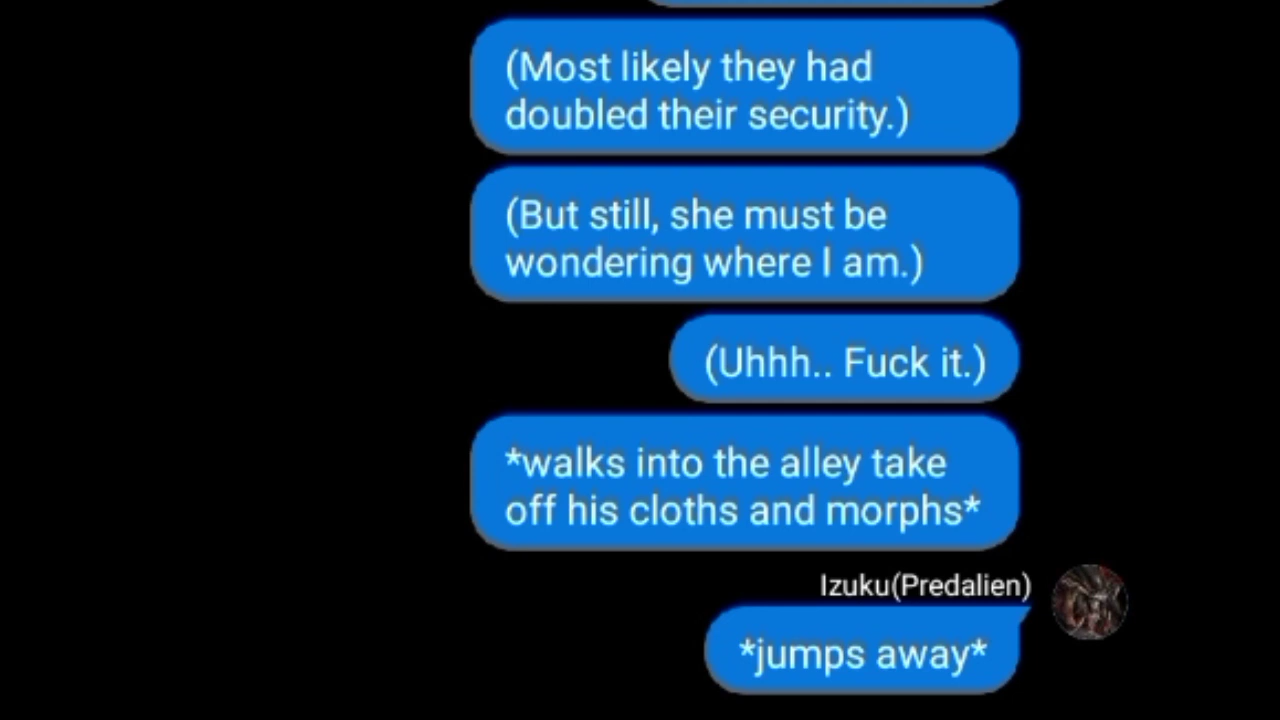 (Most likely they had
doubled their security.)
(But still, she must be
wondering where I am.)
(Uhhh.. Fuck it.)
*walks into the alley take
off his cloths and morphs*
Izuku(Predalien)
*jumps away*